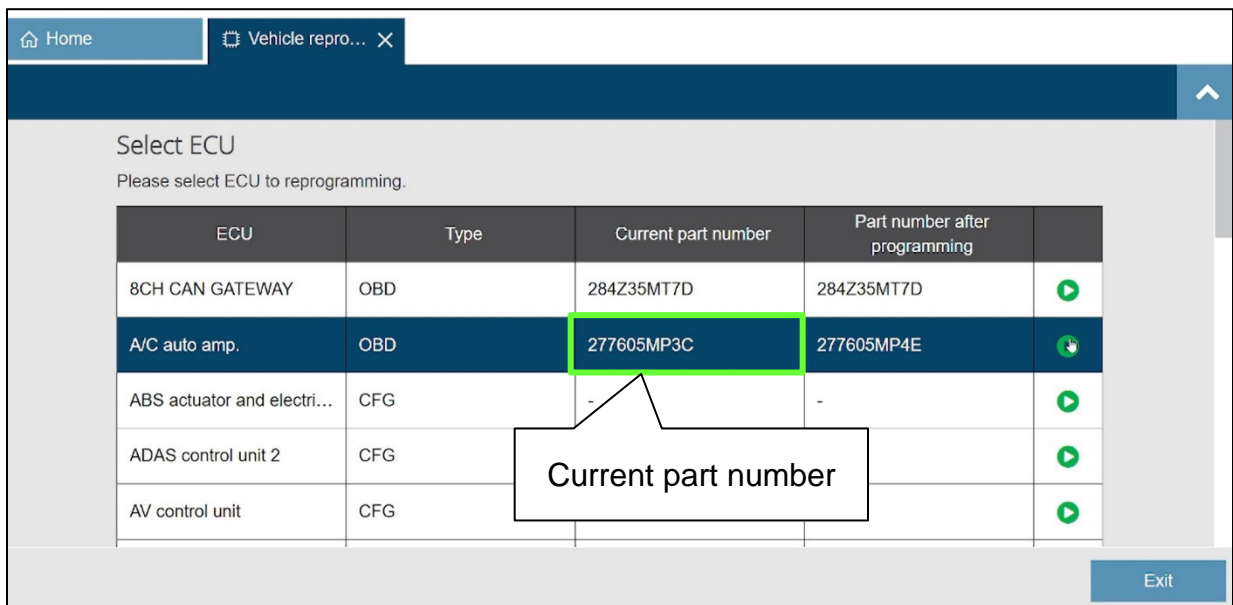 Home
Vehicle repro...
Select ECU
Please select ECU to reprogramming.
ECU Type Current part number Part number after programming
8CH CAN GATEWAY OBD 284Z35MT7D 284Z35MT7D
A/C auto amp. OBD 277605MP3C 277605MP4E
ABS actuator and electri... CFG - -
ADAS control unit 2 CFG
AV control unit CFG
Current part number
Exit